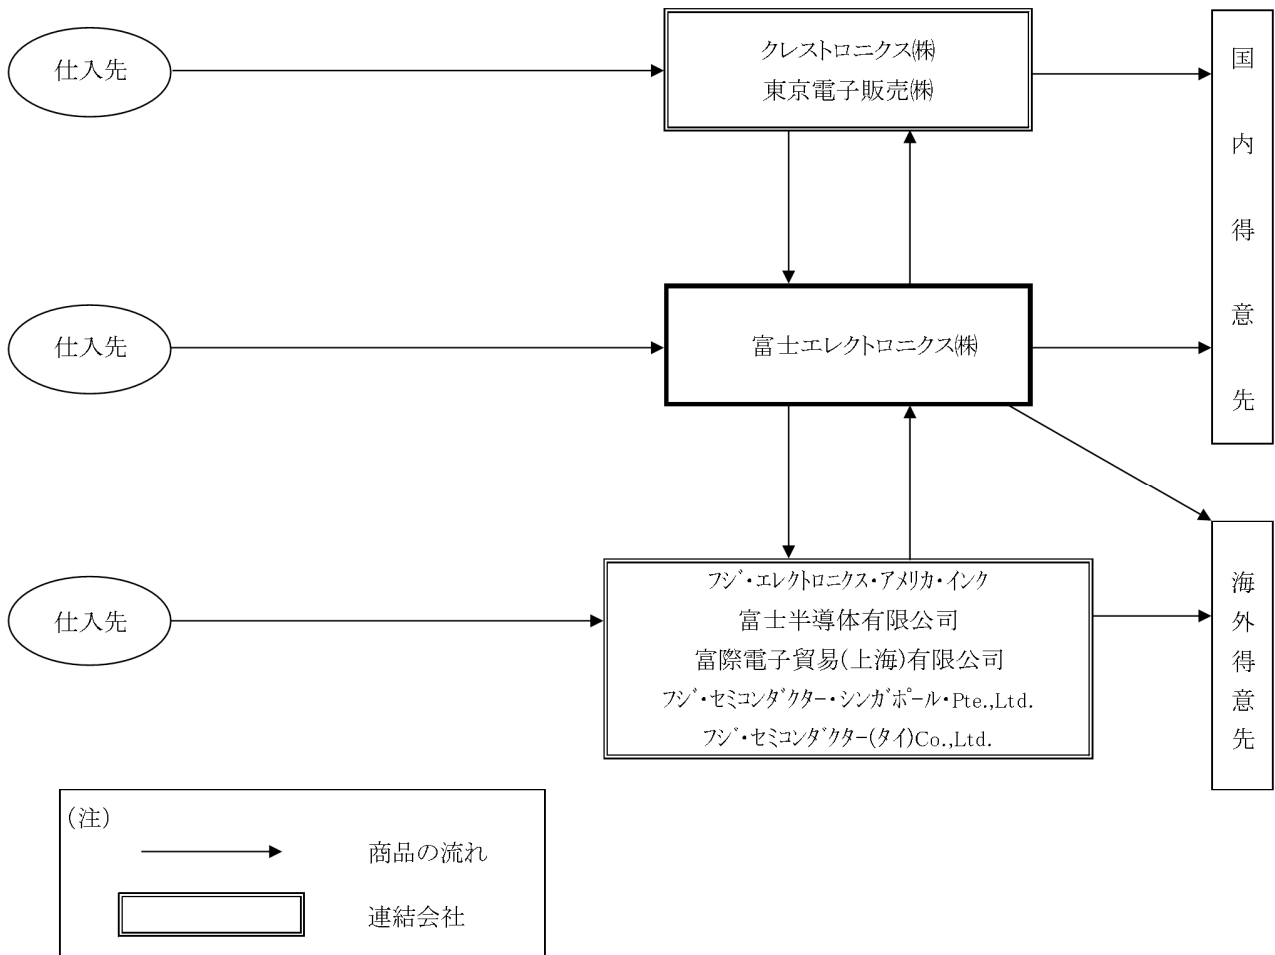 仕入先
クレストロニクス㈱
東京電子販売㈱
国内得意先
仕入先
富士エレクトロニクス㈱
仕入先
フジ・エレクトロニクス・アメリカ・インク
富士半導体有限公司
富際電子貿易(上海)有限公司
フジ・セミコンダクター・シンガポール・Pte.,Ltd.
フジ・セミコンダクター(タイ)Co.,Ltd.
海外得意先
(注)
商品の流れ
連結会社